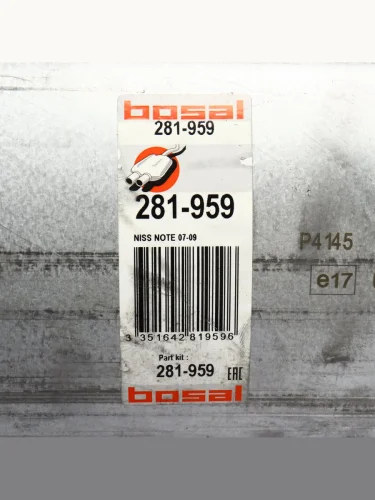 bosal
281-959
281-959
NISS NOTE 07-09
P4145
e17
3 351642 819596
Part kit :
281-959 EAC
bosal